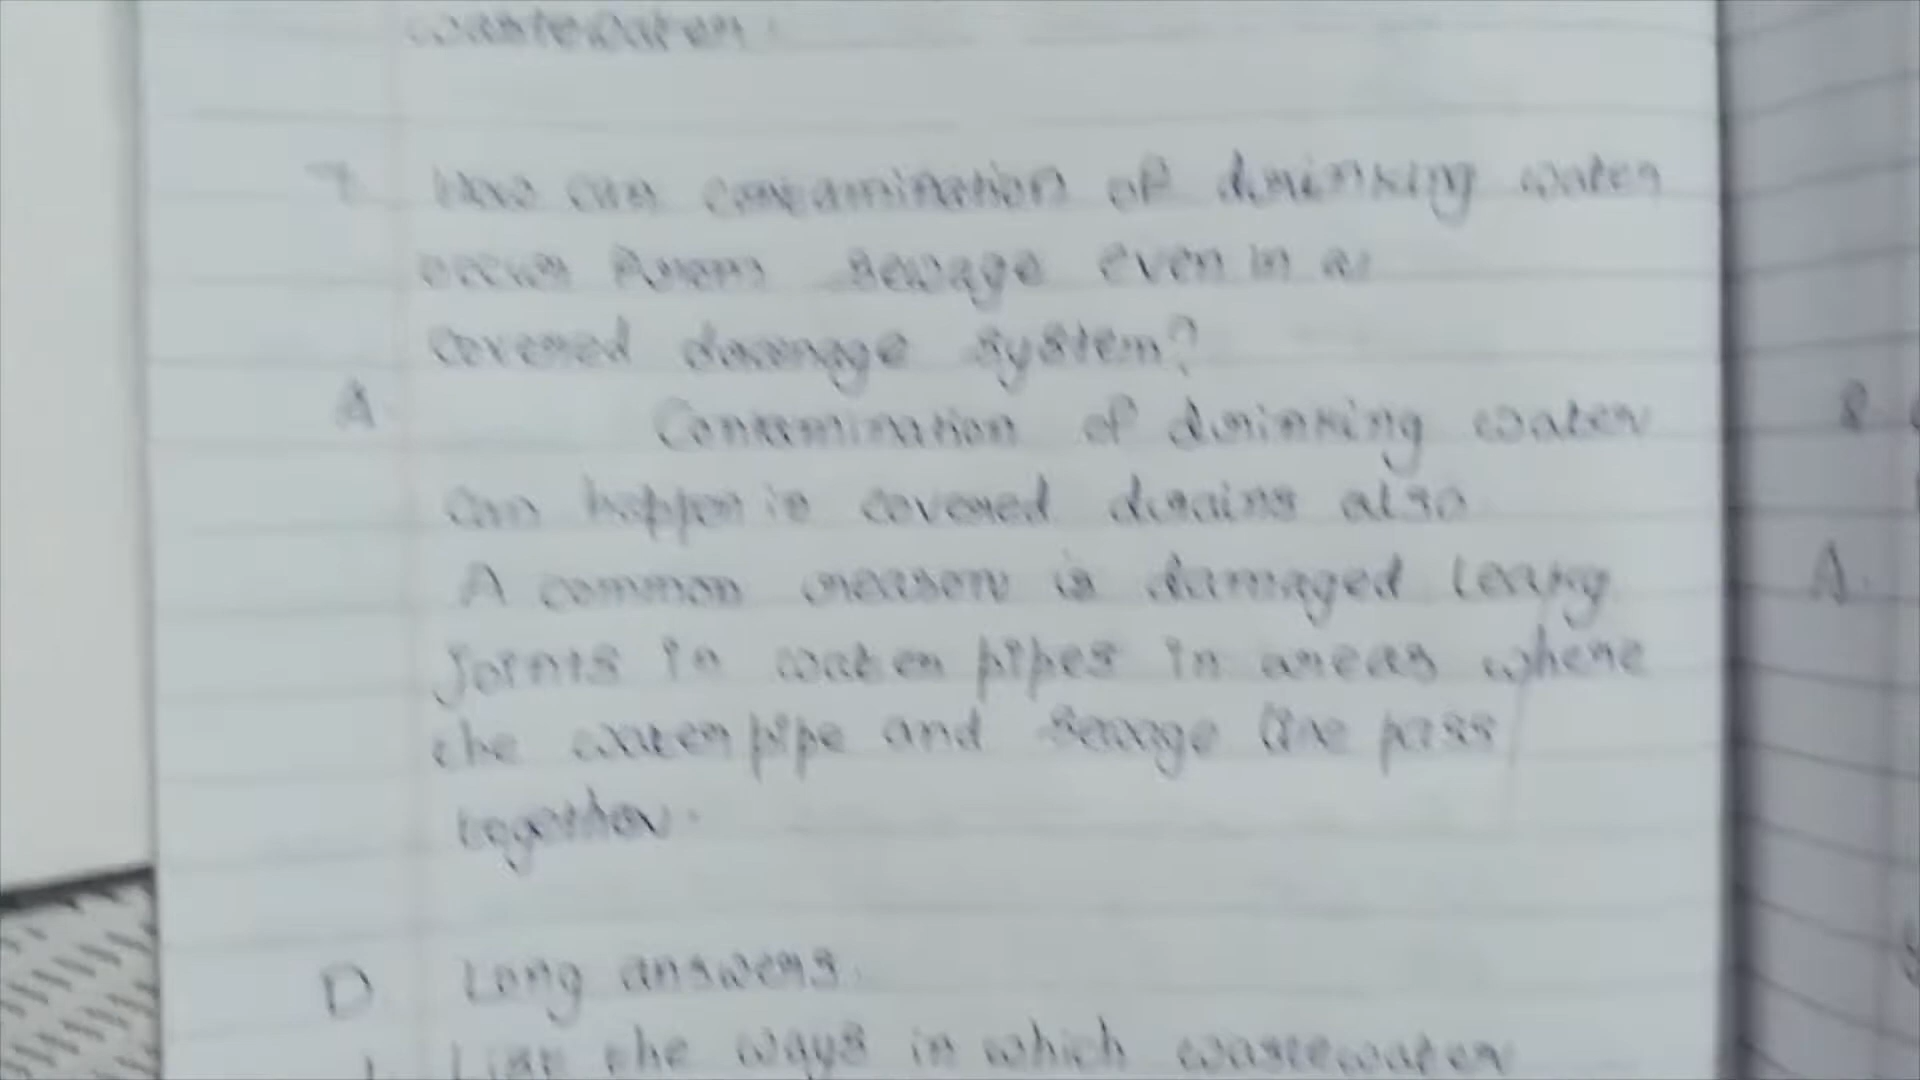 wastewater.
7. How can contamination of drinking water
occur from sewage even in a
covered dranage system?
A. Contamination of drinking water
can happen in covered drains also
A common reason is damaged leaky
joints in water pipes in areas where
the water pipe and sewage line pass
together.
D Long answers.
1. List the ways in which wastewater
8
A.